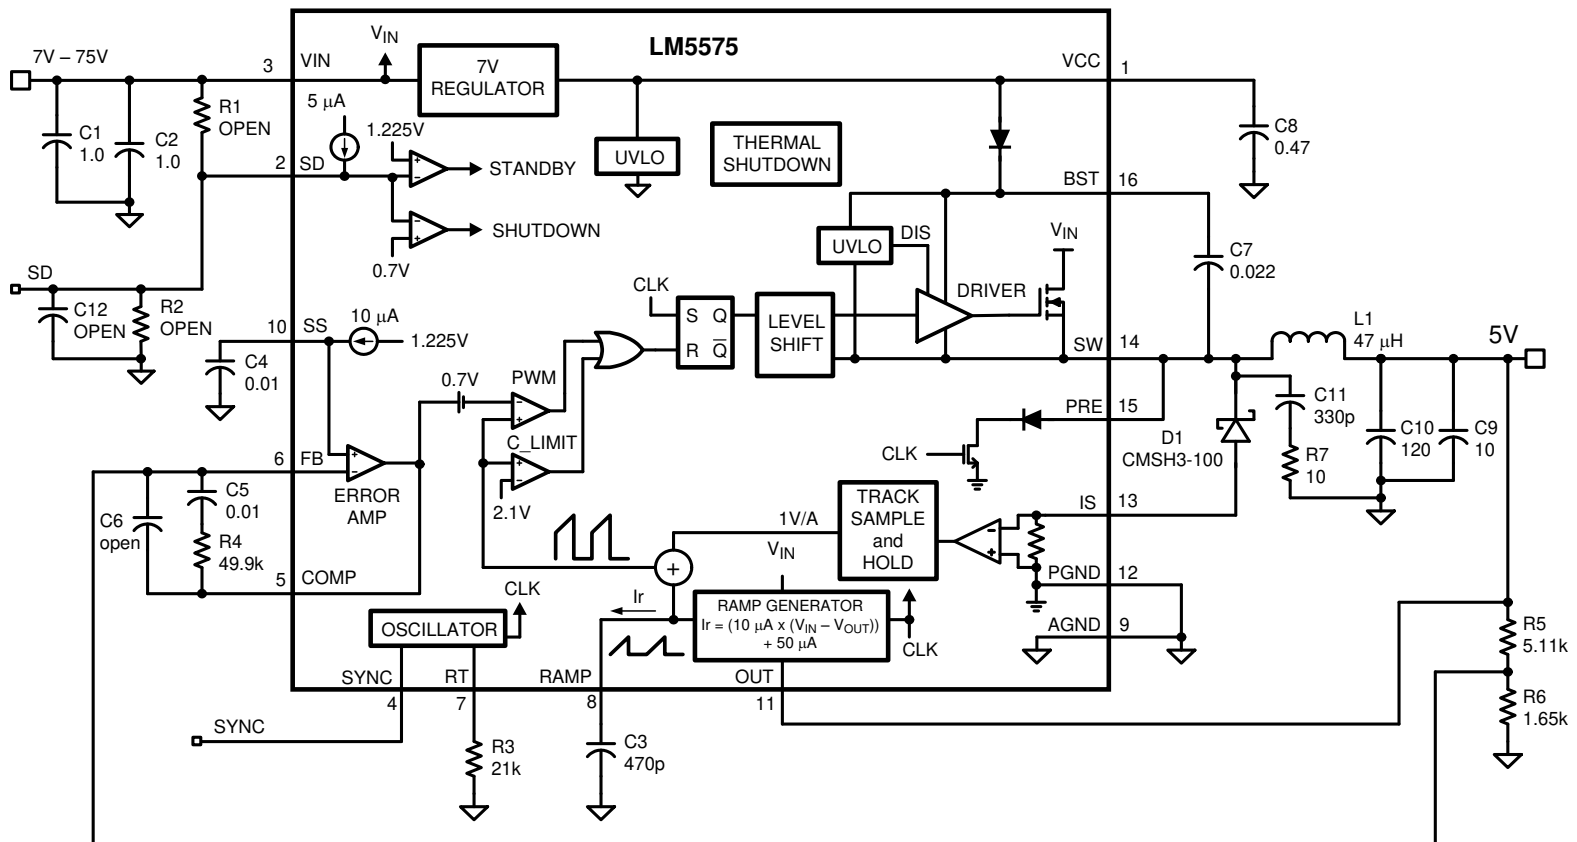 LM5575
7V – 75V
3
VIN
V_IN
7V
REGULATOR
VCC
1
R1
OPEN
C1
1.0
C2
1.0
5 µA
1.225V
STANDBY
2
SD
SHUTDOWN
0.7V
UVLO
THERMAL
SHUTDOWN
C8
0.47
BST
16
UVLO
DIS
V_IN
C7
0.022
SD
C12
OPEN
R2
OPEN
CLK
S Q
R Q̅
LEVEL
SHIFT
DRIVER
10
SS
10 µA
1.225V
C4
0.01
SW
14
L1
47 µH
5V
0.7V
PWM
C_LIMIT
2.1V
PRE
15
CLK
D1
CMSH3-100
C11
330p
R7
10
C10
120
C9
10
6
FB
ERROR
AMP
C5
0.01
C6
open
R4
49.9k
5
COMP
1V/A
V_IN
TRACK
SAMPLE
and
HOLD
IS
13
PGND
12
AGND
9
CLK
OSCILLATOR
+
Ir
RAMP GENERATOR
Ir = (10 µA x (V_IN – V_OUT))
+ 50 µA
CLK
R5
5.11k
R6
1.65k
SYNC
4
RT
7
RAMP
8
OUT
11
SYNC
R3
21k
C3
470p